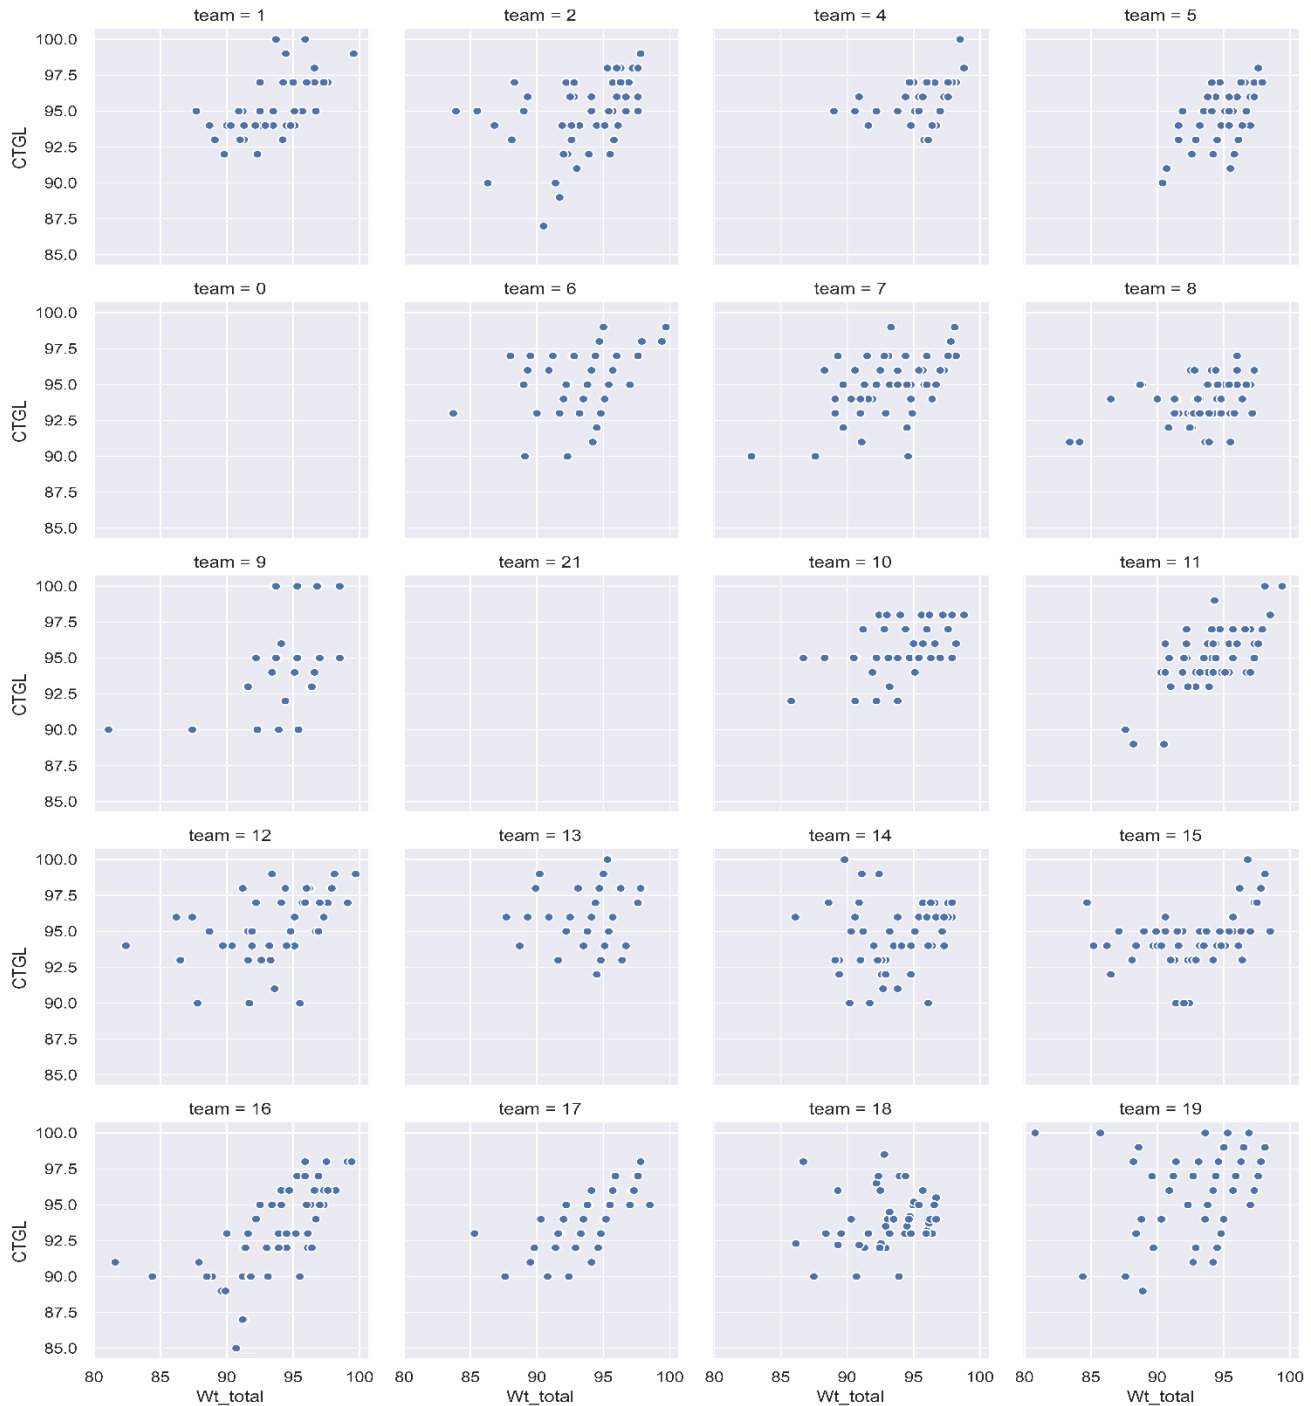 team = 1 team = 2 team = 4 team = 5
100.0
97.5
95.0
92.5
90.0
87.5
85.0
CTGL
team = 0 team = 6 team = 7 team = 8
100.0
97.5
95.0
92.5
90.0
87.5
85.0
CTGL
team = 9 team = 21 team = 10 team = 11
100.0
97.5
95.0
92.5
90.0
87.5
85.0
CTGL
team = 12 team = 13 team = 14 team = 15
100.0
97.5
95.0
92.5
90.0
87.5
85.0
CTGL
team = 16 team = 17 team = 18 team = 19
100.0
97.5
95.0
92.5
90.0
87.5
85.0
CTGL
80 85 90 95 100 80 85 90 95 100 80 85 90 95 100 80 85 90 95 100
Wt_total Wt_total Wt_total Wt_total